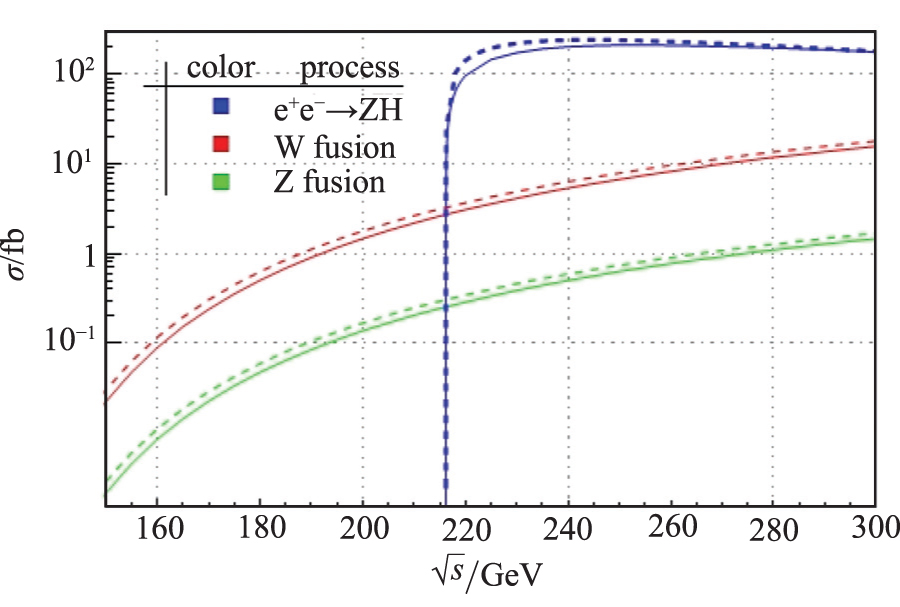 color process
e⁺e⁻→ZH
W fusion
Z fusion
σ/fb
10²
10¹
1
10⁻¹
160 180 200 220 240 260 280 300
√s/GeV